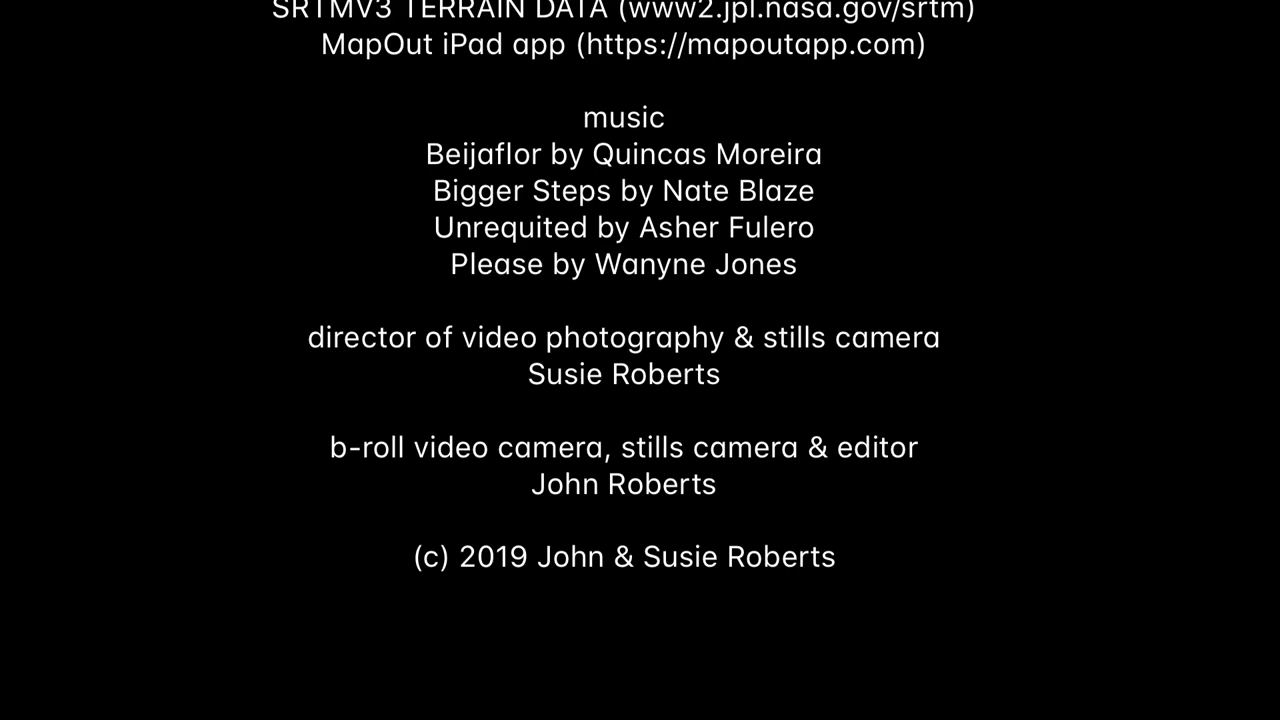 SRTMV3 TERRAIN DATA (www2.jpl.nasa.gov/srtm)
MapOut iPad app (https://mapoutapp.com)
music
Beijaflor by Quincas Moreira
Bigger Steps by Nate Blaze
Unrequited by Asher Fulero
Please by Wanyne Jones
director of video photography & stills camera
Susie Roberts
b-roll video camera, stills camera & editor
John Roberts
(c) 2019 John & Susie Roberts